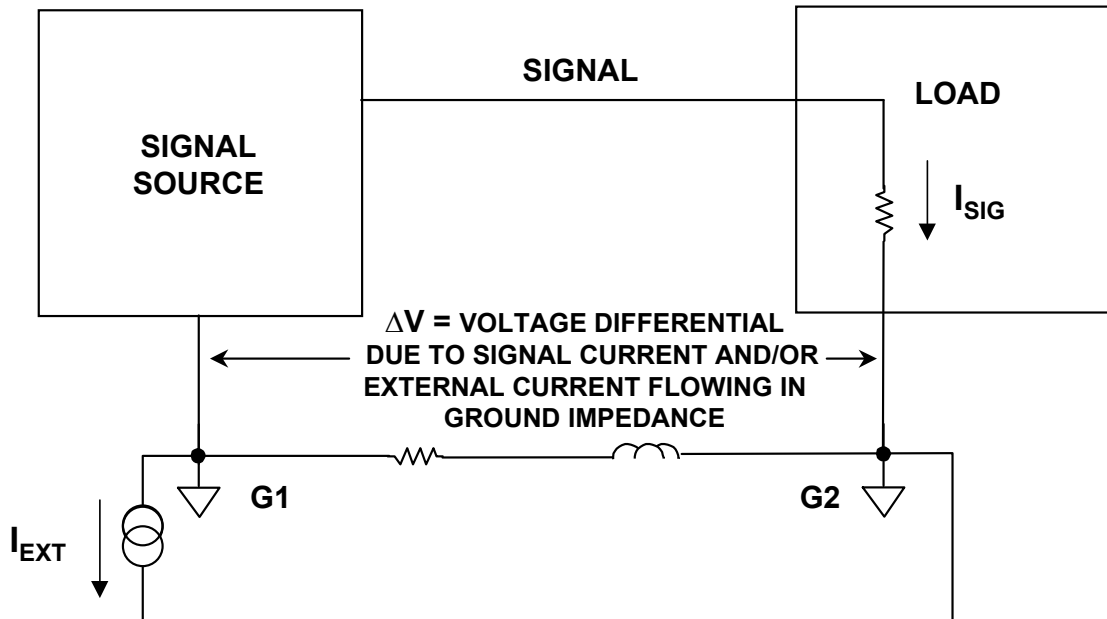 SIGNAL
LOAD
SIGNAL
SOURCE
I_SIG
ΔV = VOLTAGE DIFFERENTIAL
DUE TO SIGNAL CURRENT AND/OR
EXTERNAL CURRENT FLOWING IN
GROUND IMPEDANCE
G1
G2
I_EXT